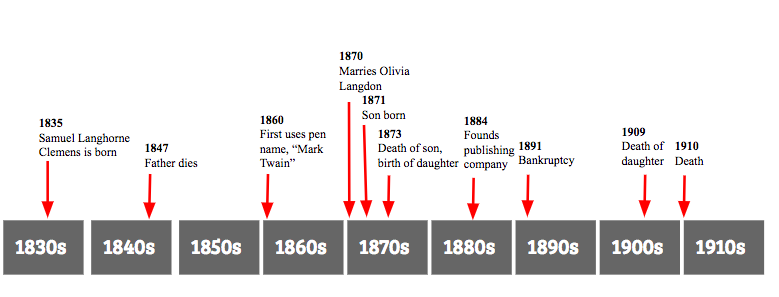 1835
Samuel Langhorne
Clemens is born
1847
Father dies
1860
First uses pen
name, “Mark
Twain”
1870
Marries Olivia
Langdon
1871
Son born
1873
Death of son,
birth of daughter
1884
Founds
publishing
company
1891
Bankruptcy
1909
Death of
daughter
1910
Death
1830s
1840s
1850s
1860s
1870s
1880s
1890s
1900s
1910s